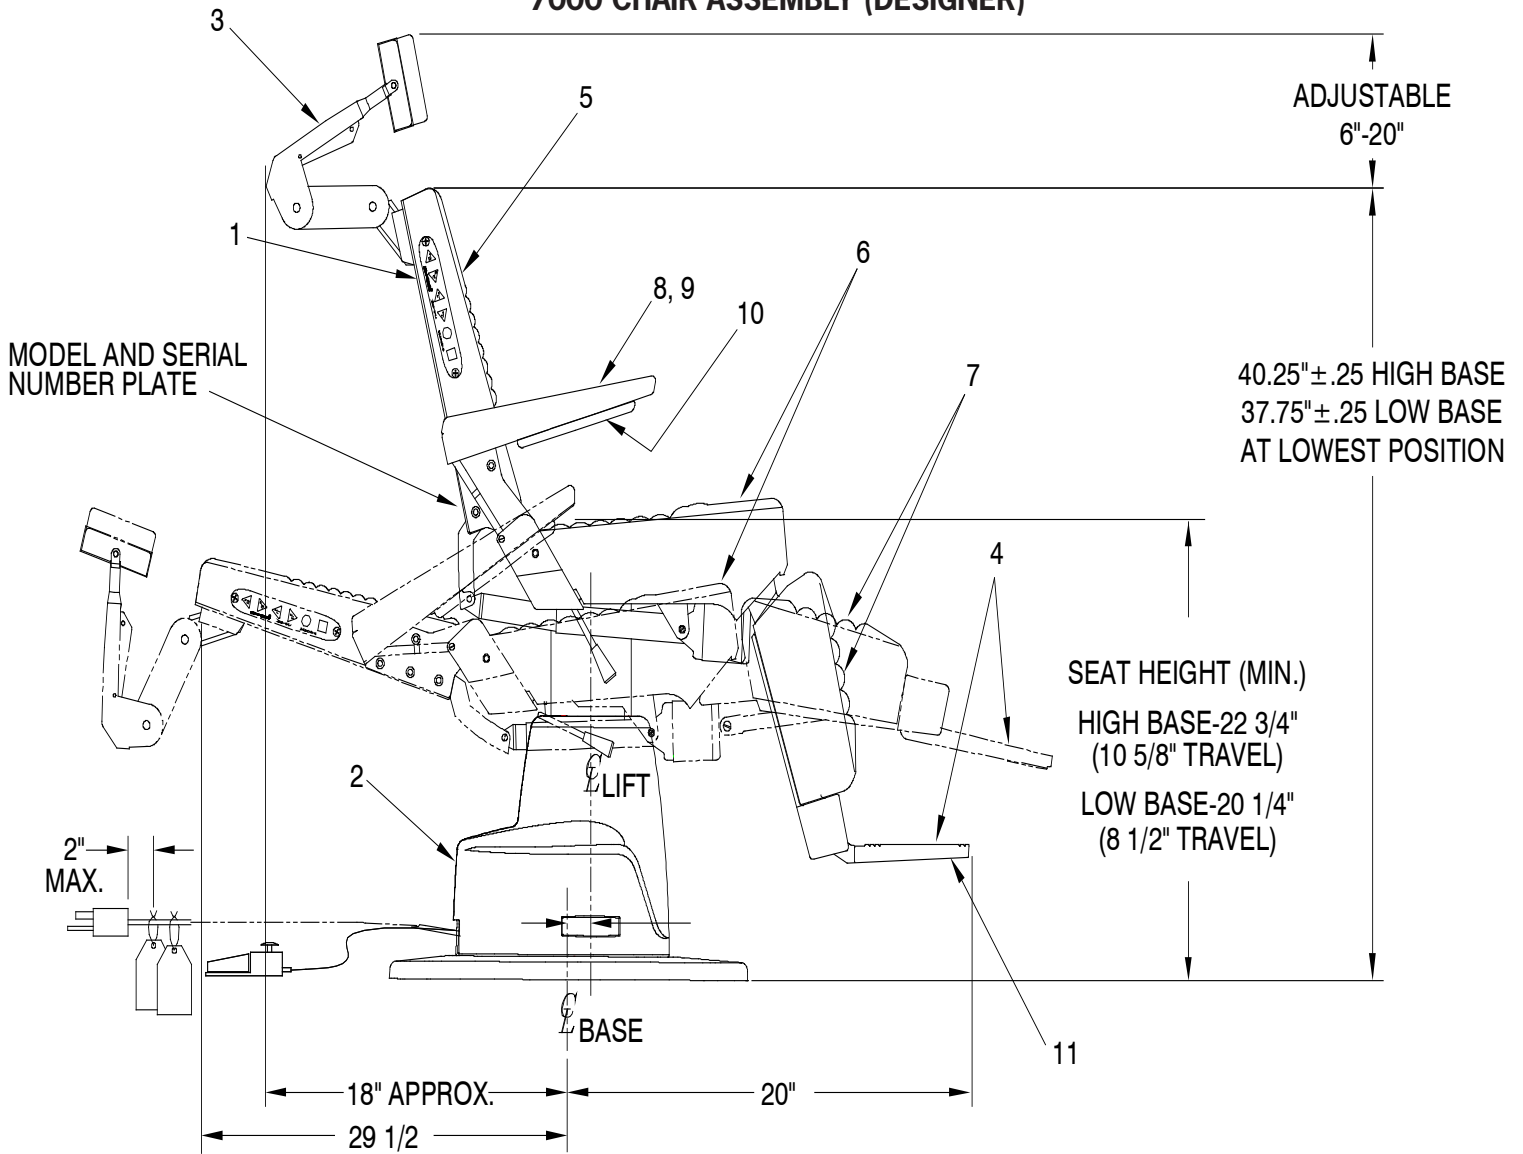 7000 CHAIR ASSEMBLY (DESIGNER)
3
5
ADJUSTABLE
6"-20"
1
6
8, 9
10
MODEL AND SERIAL
NUMBER PLATE
7
40.25"±.25 HIGH BASE
37.75"±.25 LOW BASE
AT LOWEST POSITION
4
SEAT HEIGHT (MIN.)
HIGH BASE-22 3/4"
(10 5/8" TRAVEL)
LOW BASE-20 1/4"
(8 1/2" TRAVEL)
2
CL LIFT
2"
MAX.
CL BASE
11
18" APPROX.
20"
29 1/2